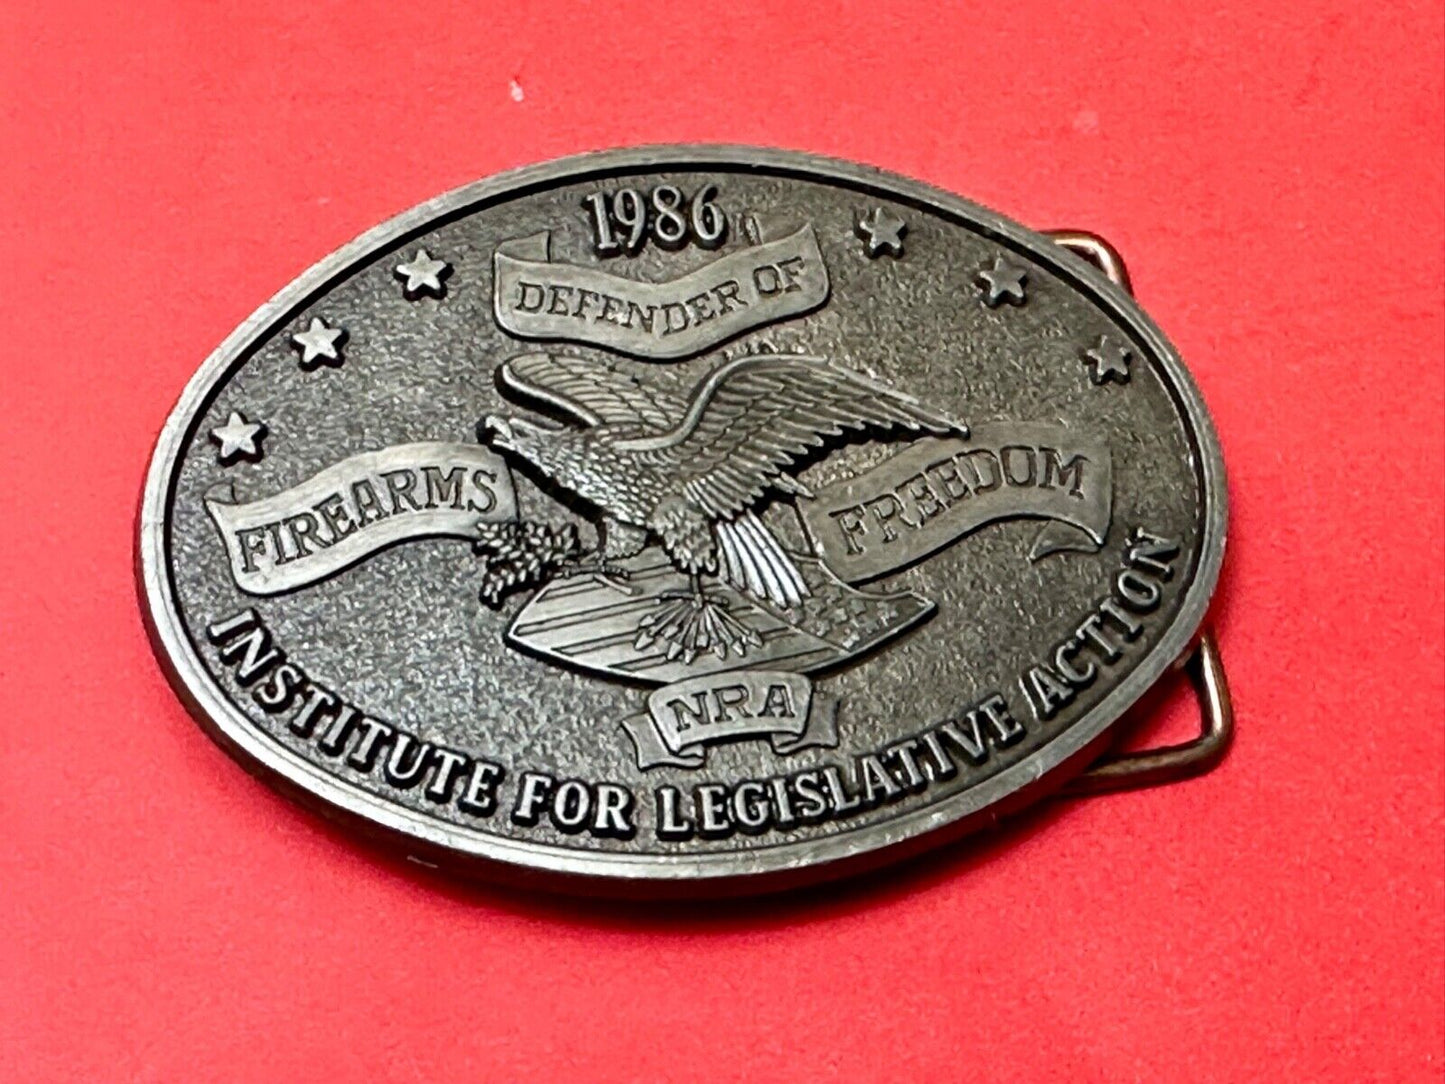 1986
DEFENDER OF
FIREARMS FREEDOM
NRA
INSTITUTE FOR LEGISLATIVE ACTION